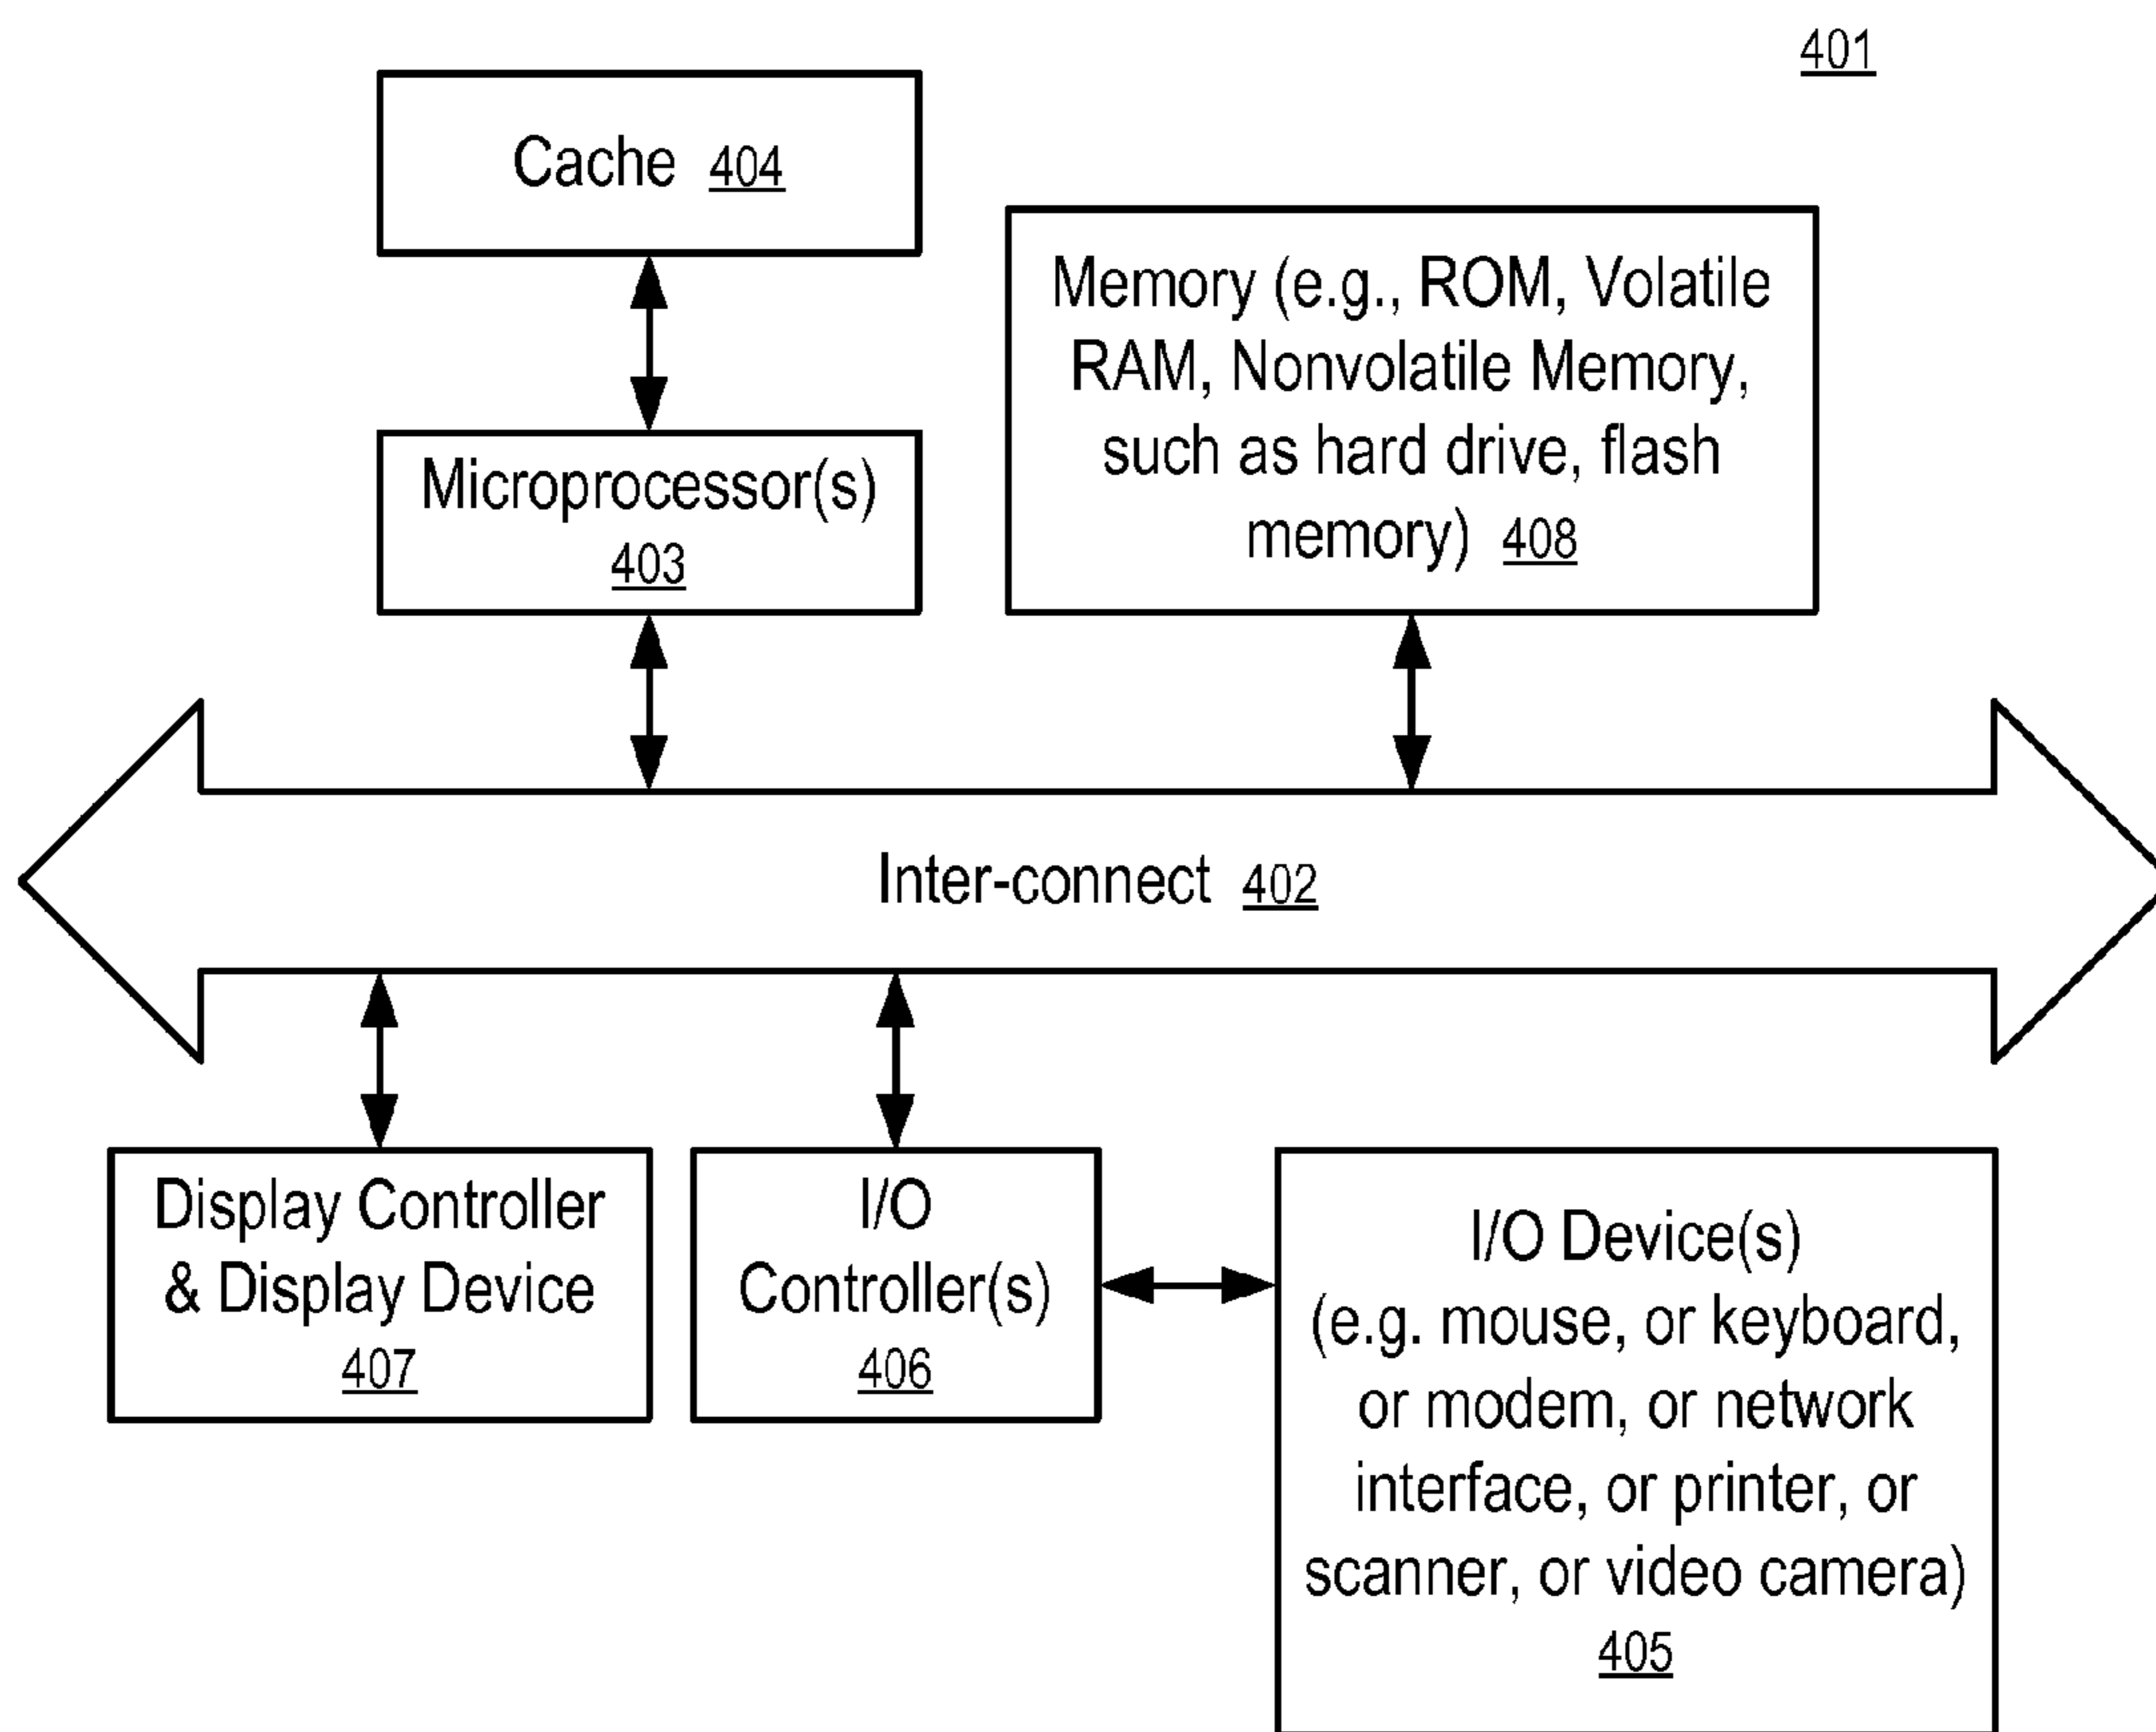 401
Cache 404
Memory (e.g., ROM, Volatile
RAM, Nonvolatile Memory,
such as hard drive, flash
memory) 408
Microprocessor(s)
403
Inter-connect 402
Display Controller
& Display Device
407
I/O
Controller(s)
406
I/O Device(s)
(e.g. mouse, or keyboard,
or modem, or network
interface, or printer, or
scanner, or video camera)
405